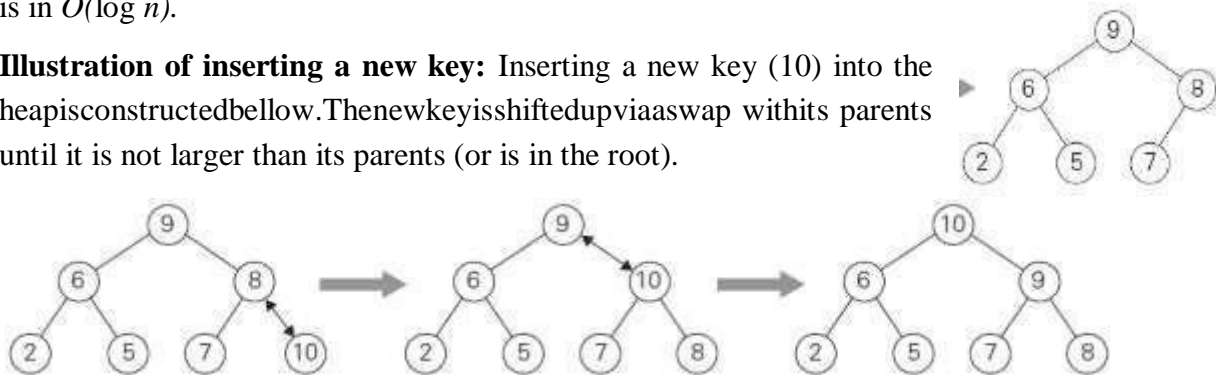 is in O(log n).
Illustration of inserting a new key: Inserting a new key (10) into the
heapisconstructedbellow.Thenewkeyisshiftedupviaaswap withits parents
until it is not larger than its parents (or is in the root).
9
6 8
2 5 7
9 9 10
6 8 6 10 6 9
2 5 7 10 2 5 7 8 2 5 7 8